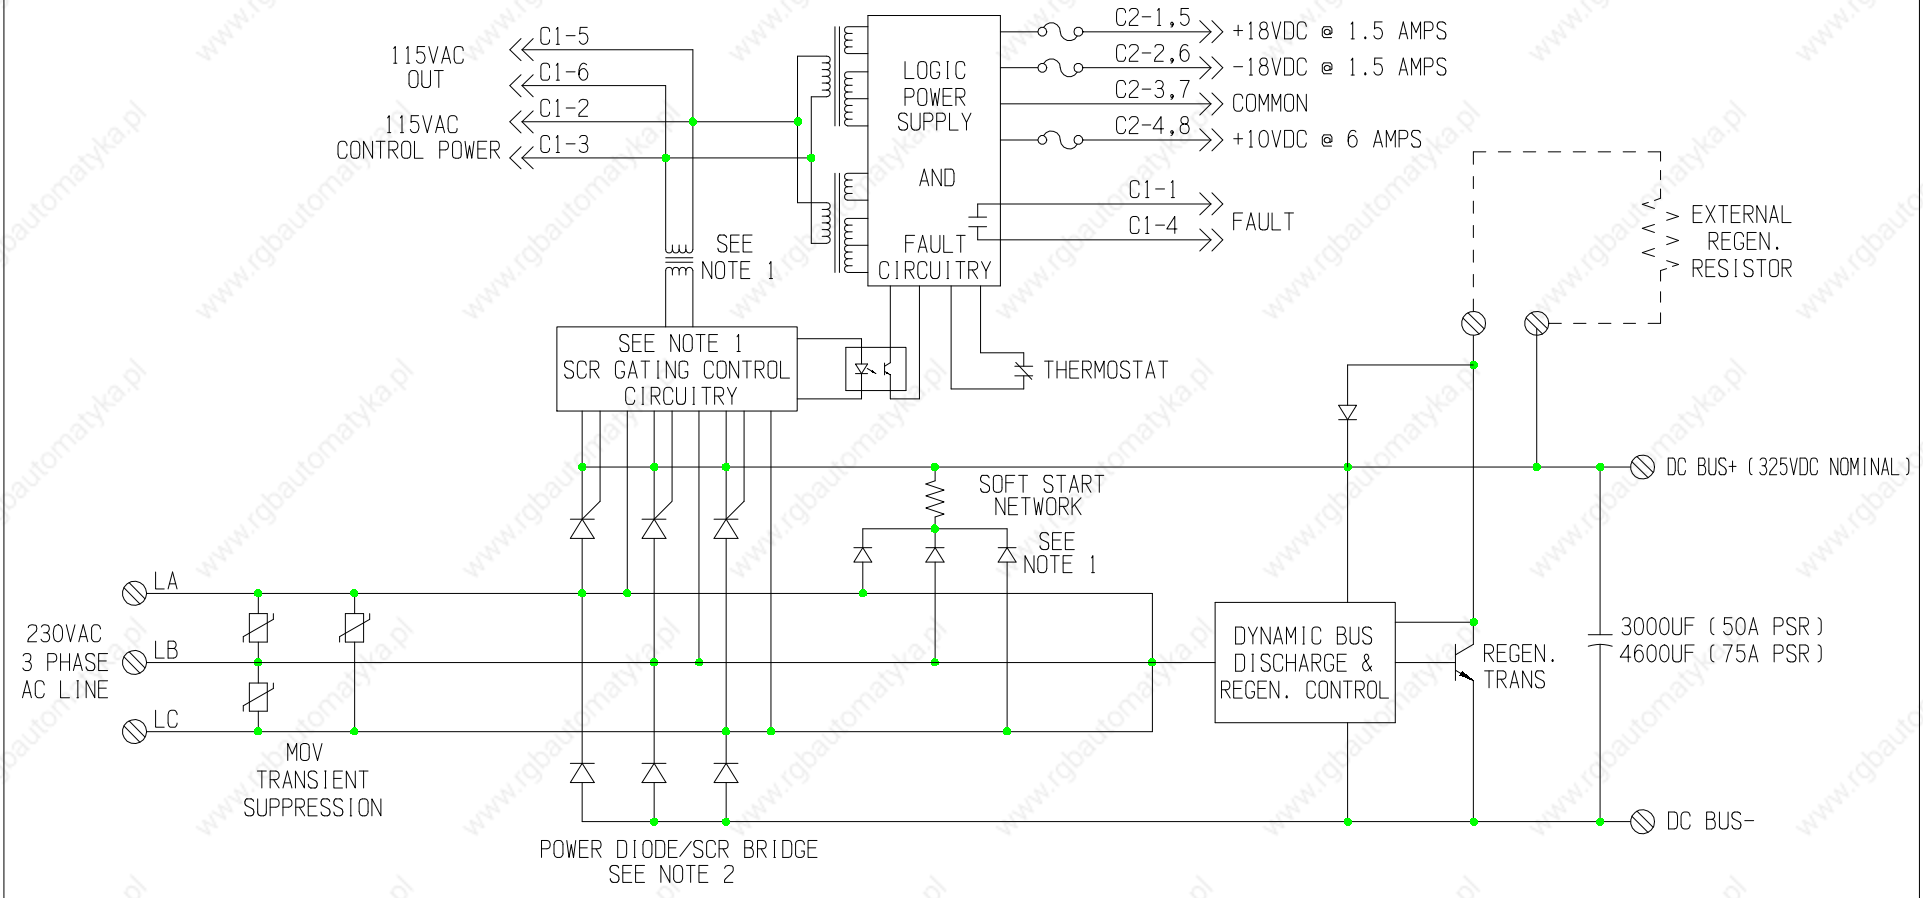 115VAC
OUT
C1-5
C1-6
115VAC
CONTROL POWER
C1-2
C1-3
LOGIC
POWER
SUPPLY
AND
FAULT
CIRCUITRY
C2-1,5
+18VDC @ 1.5 AMPS
C2-2,6
-18VDC @ 1.5 AMPS
C2-3,7
COMMON
C2-4,8
+10VDC @ 6 AMPS
C1-1
C1-4
FAULT
EXTERNAL
REGEN.
RESISTOR
SEE
NOTE 1
SEE NOTE 1
SCR GATING CONTROL
CIRCUITRY
THERMOSTAT
DC BUS+ (325VDC NOMINAL)
SOFT START
NETWORK
SEE
NOTE 1
LA
230VAC
3 PHASE
AC LINE
LB
LC
MOV
TRANSIENT
SUPPRESSION
DYNAMIC BUS
DISCHARGE &
REGEN. CONTROL
REGEN.
TRANS
3000UF (50A PSR)
4600UF (75A PSR)
DC BUS-
POWER DIODE/SCR BRIDGE
SEE NOTE 2
www.rgbautomatyka.pl